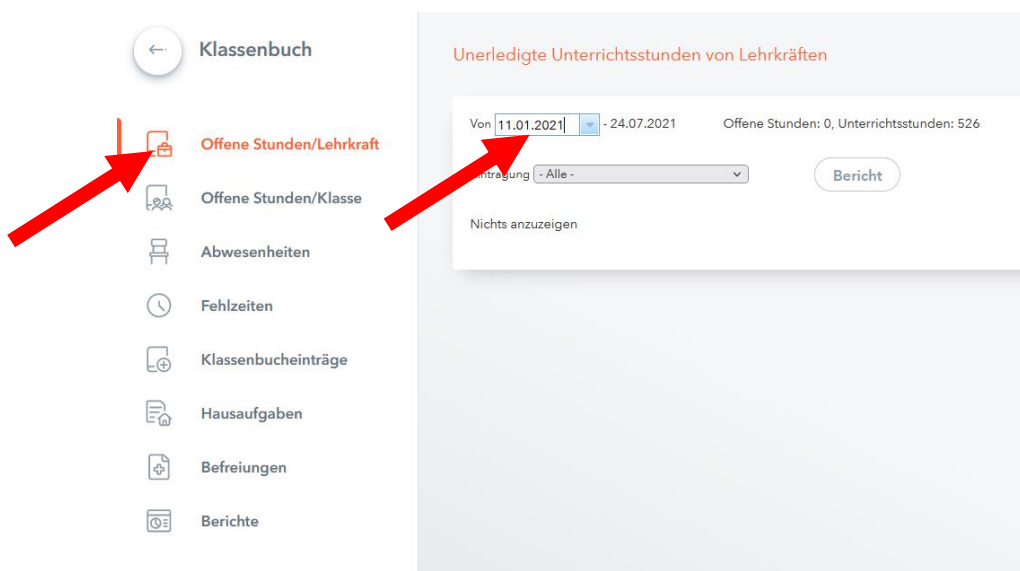 Klassenbuch
Offene Stunden/Lehrkraft
Offene Stunden/Klasse
Abwesenheiten
Fehlzeiten
Klassenbucheinträge
Hausaufgaben
Befreiungen
Berichte
Unerledigte Unterrichtsstunden von Lehrkräften
Von 11.01.2021 - 24.07.2021 Offene Stunden: 0, Unterrichtsstunden: 526
- Alle - Bericht
Nichts anzuzeigen